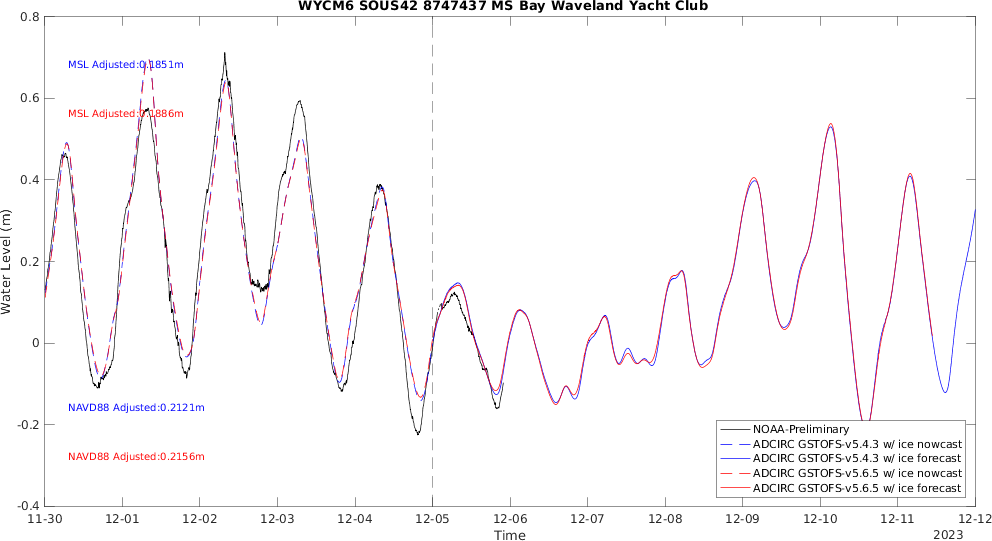 WYCM6 SOUS42 8747437 MS Bay Waveland Yacht Club
0.8
0.6
0.4
0.2
0
-0.2
-0.4
Water Level (m)
MSL Adjusted:0.1851m
MSL Adjusted:0.1886m
NAVD88 Adjusted:0.2121m
NAVD88 Adjusted:0.2156m
NOAA-Preliminary
ADCIRC GSTOFS-v5.4.3 w/ ice nowcast
ADCIRC GSTOFS-v5.4.3 w/ ice forecast
ADCIRC GSTOFS-v5.6.5 w/ ice nowcast
ADCIRC GSTOFS-v5.6.5 w/ ice forecast
11-30 12-01 12-02 12-03 12-04 12-05 12-06 12-07 12-08 12-09 12-10 12-11 12-12
Time
2023